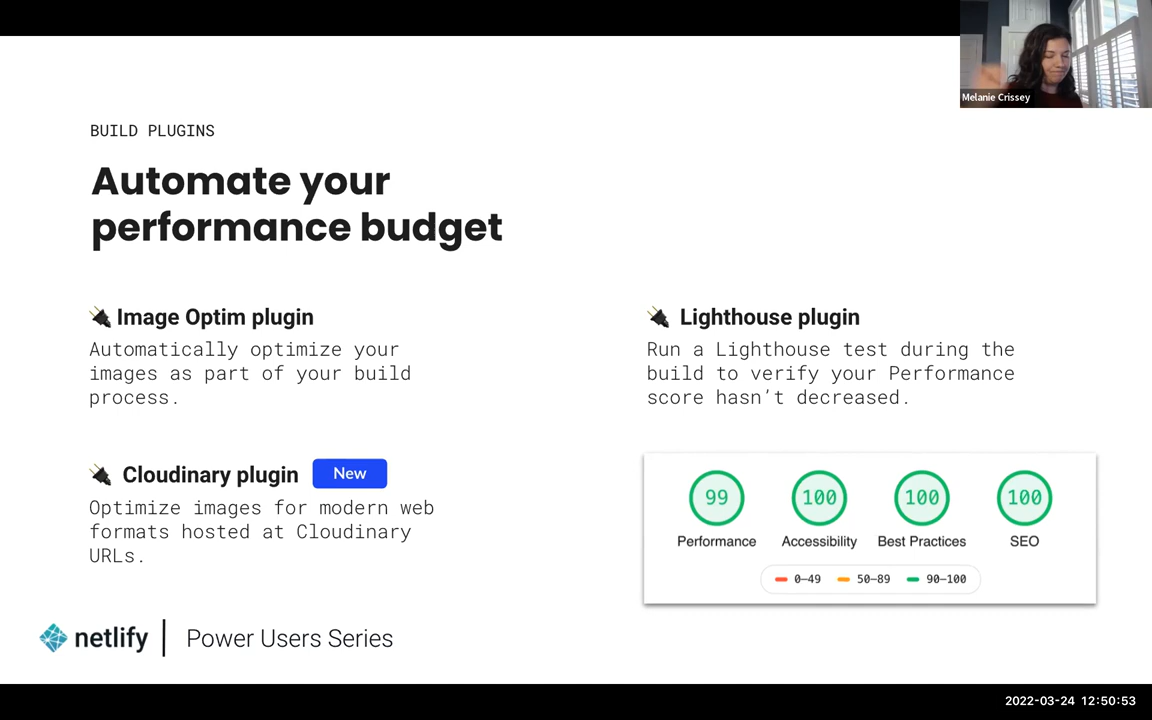 Melanie Crissey
BUILD PLUGINS
Automate your
performance budget
Image Optim plugin
Automatically optimize your
images as part of your build
process.
Cloudinary plugin New
Optimize images for modern web
formats hosted at Cloudinary
URLs.
Lighthouse plugin
Run a Lighthouse test during the
build to verify your Performance
score hasn’t decreased.
99 100 100 100
Performance Accessibility Best Practices SEO
0–49 50–89 90–100
netlify Power Users Series
2022-03-24 12:50:53